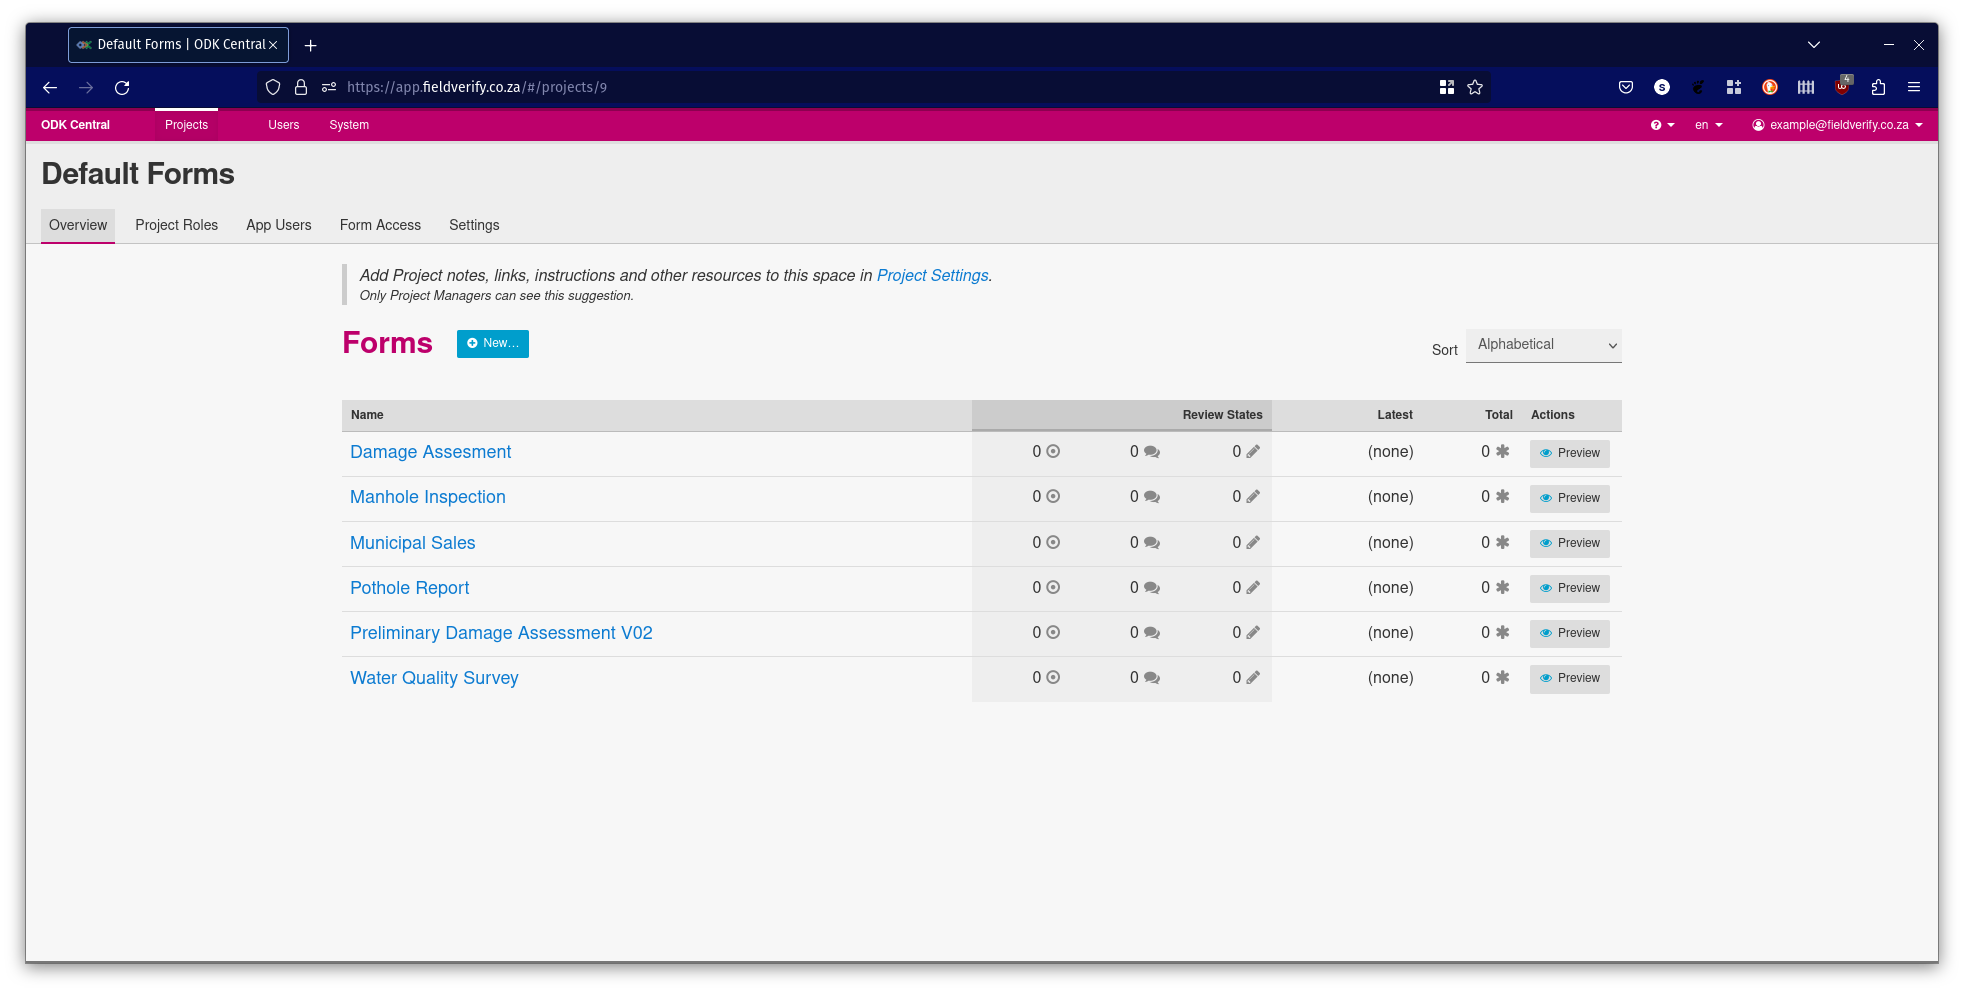 Default Forms | ODK Central
https://app.fieldverify.co.za/#/projects/9
S
4
ODK Central Projects Users System en example@fieldverify.co.za
Default Forms
Overview Project Roles App Users Form Access Settings
Add Project notes, links, instructions and other resources to this space in Project Settings.
Only Project Managers can see this suggestion.
Forms New…
Sort Alphabetical
Name Review States Latest Total Actions
Damage Assesment 0 0 0 (none) 0 Preview
Manhole Inspection 0 0 0 (none) 0 Preview
Municipal Sales 0 0 0 (none) 0 Preview
Pothole Report 0 0 0 (none) 0 Preview
Preliminary Damage Assessment V02 0 0 0 (none) 0 Preview
Water Quality Survey 0 0 0 (none) 0 Preview